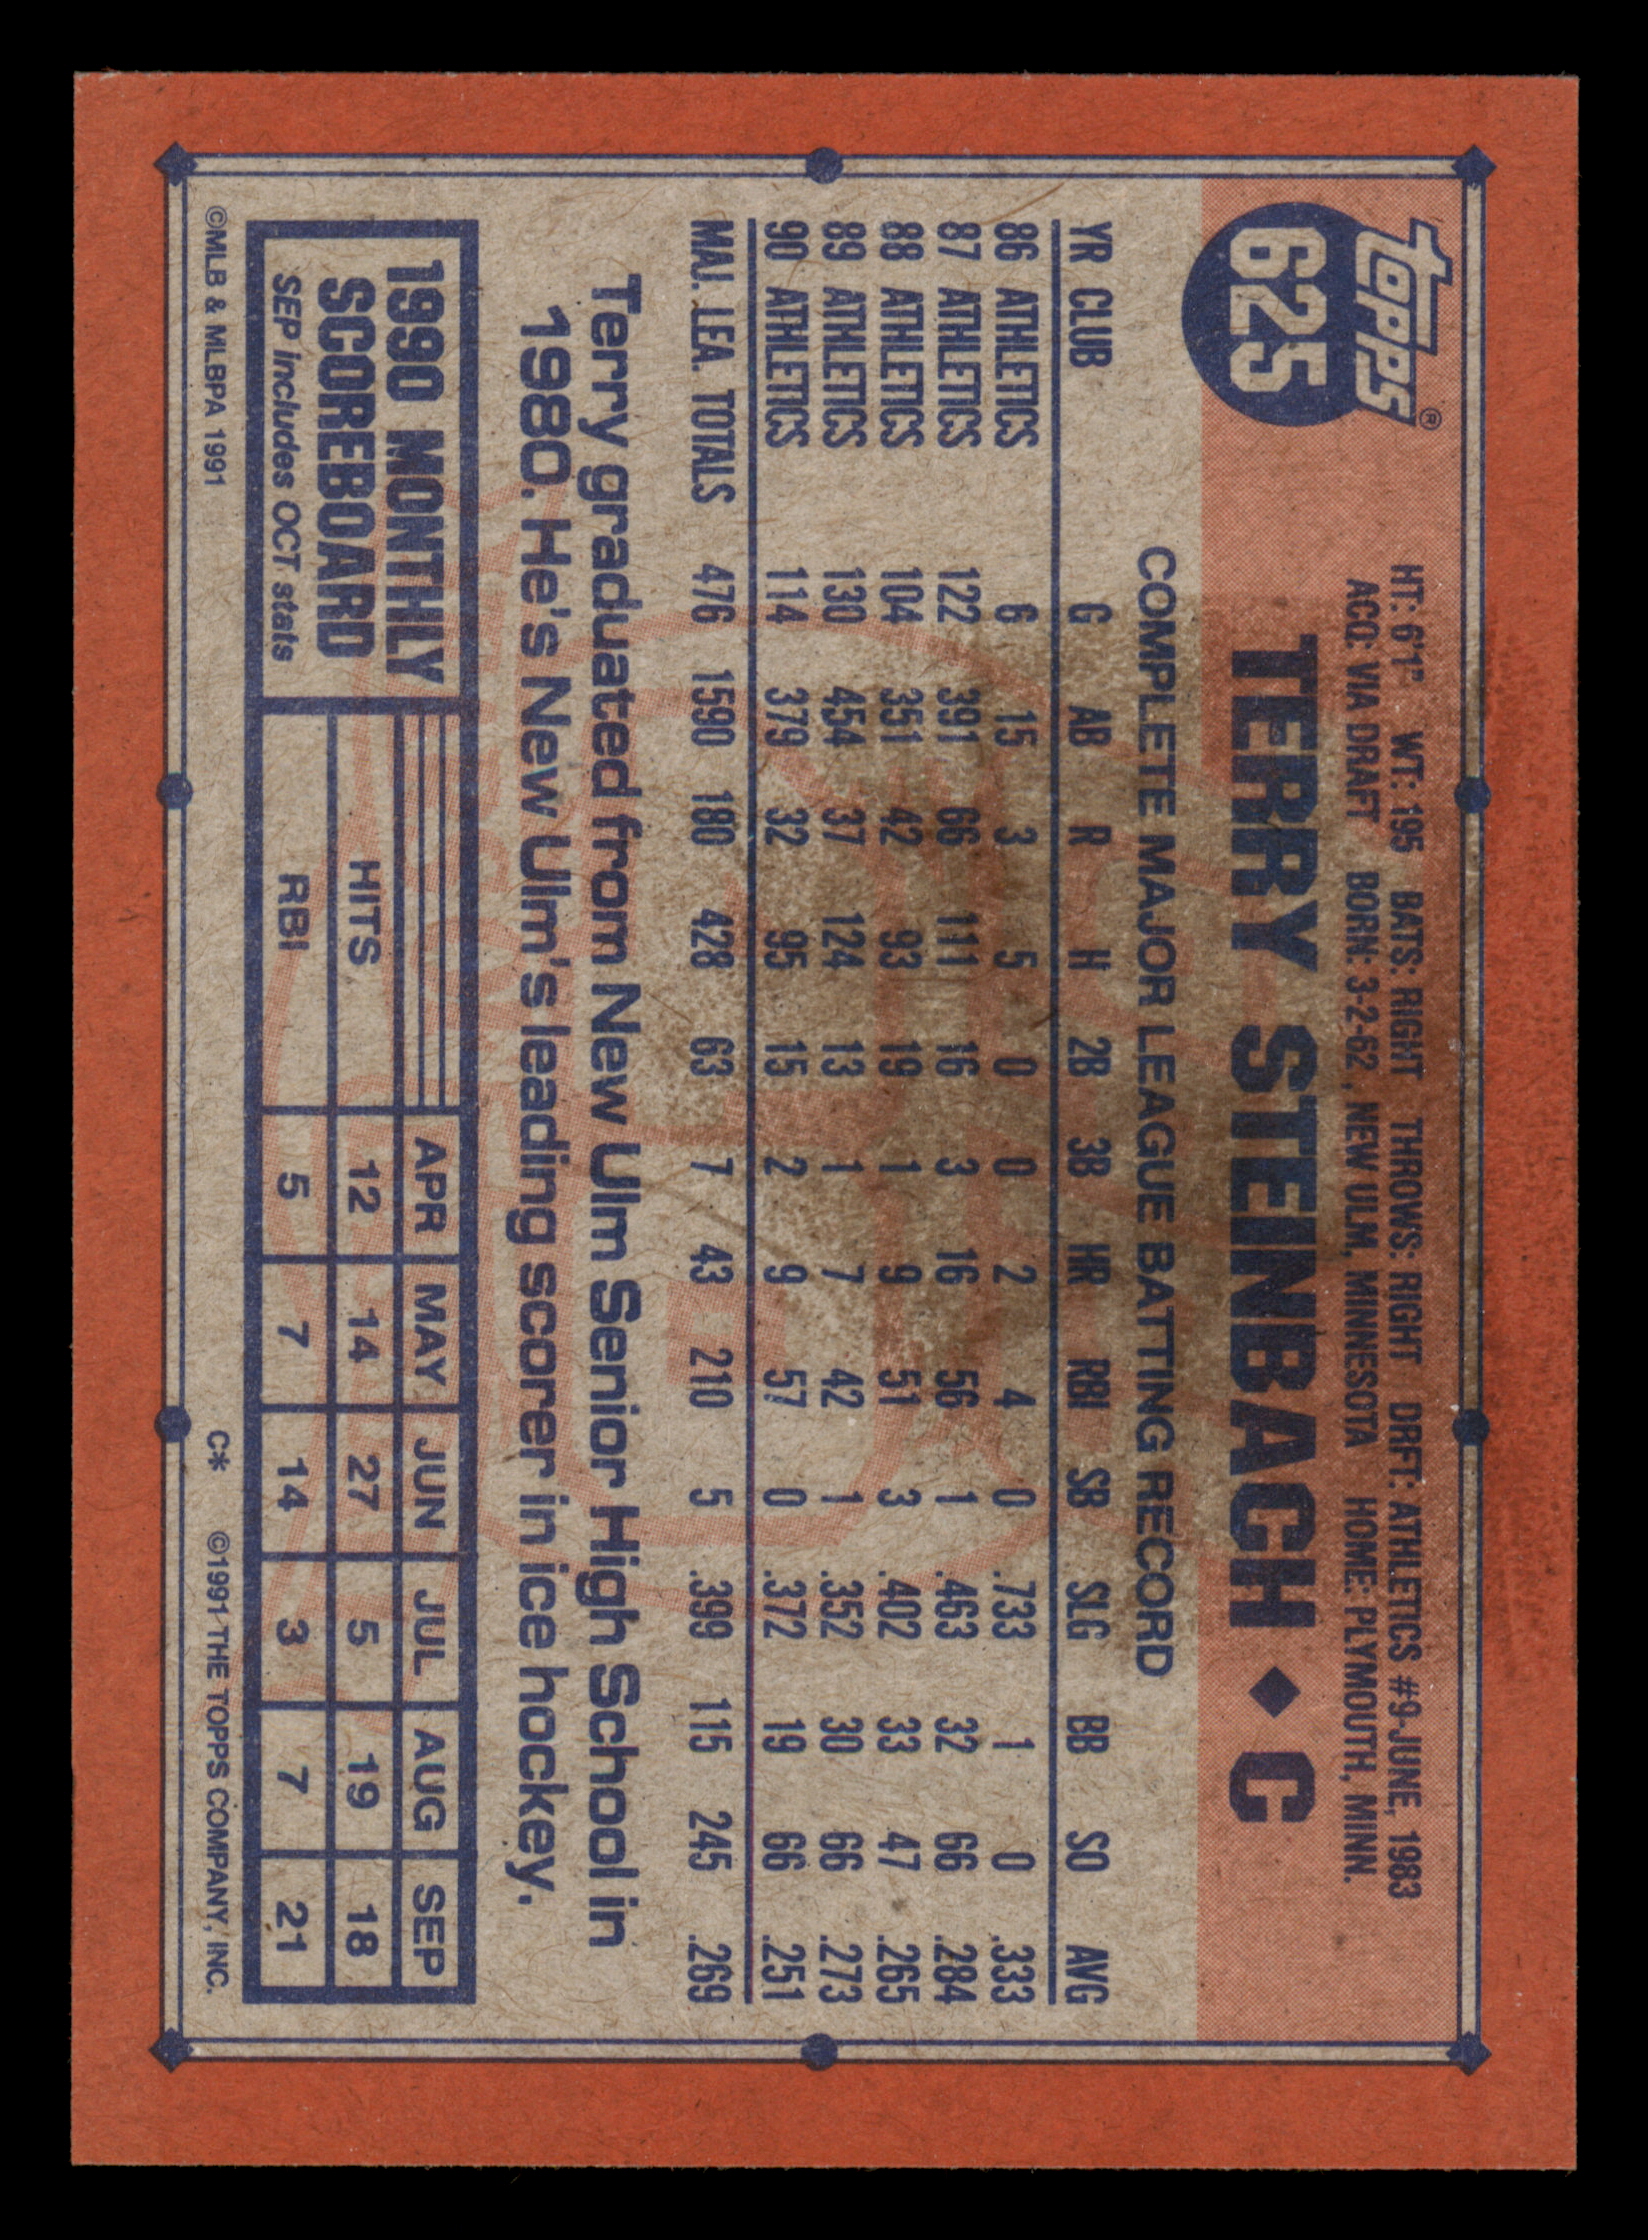 Topps®
625
HT: 6'1" WT: 195 BATS: RIGHT THROWS: RIGHT DRFT: ATHLETICS #9-JUNE, 1983
ACQ: VIA DRAFT BORN: 3-2-62, NEW ULM, MINNESOTA HOME: PLYMOUTH, MINN.
TERRY STEINBACH ◆ C
COMPLETE MAJOR LEAGUE BATTING RECORD
YR CLUB G AB R H 2B 3B HR RBI SB SLG BB SO AVG
86 ATHLETICS 6 15 3 5 0 0 2 4 0 .733 1 0 .333
87 ATHLETICS 122 391 66 111 16 3 16 56 1 .463 32 66 .284
88 ATHLETICS 104 351 42 93 19 1 9 51 3 .402 33 47 .265
89 ATHLETICS 130 454 37 124 13 1 7 42 1 .352 30 66 .273
90 ATHLETICS 114 379 32 95 15 2 9 57 0 .372 19 66 .251
MAJ. LEA. TOTALS 476 1590 180 428 63 7 43 210 5 .399 115 245 .269
Terry graduated from New Ulm Senior High School in
1980. He's New Ulm's leading scorer in ice hockey.
1990 MONTHLY
SCOREBOARD
SEP includes OCT stats
APR MAY JUN JUL AUG SEP
HITS 12 14 27 5 19 18
RBI 5 7 14 3 7 21
©MLB & MLBPA 1991 C* ©1991 THE TOPPS COMPANY, INC.